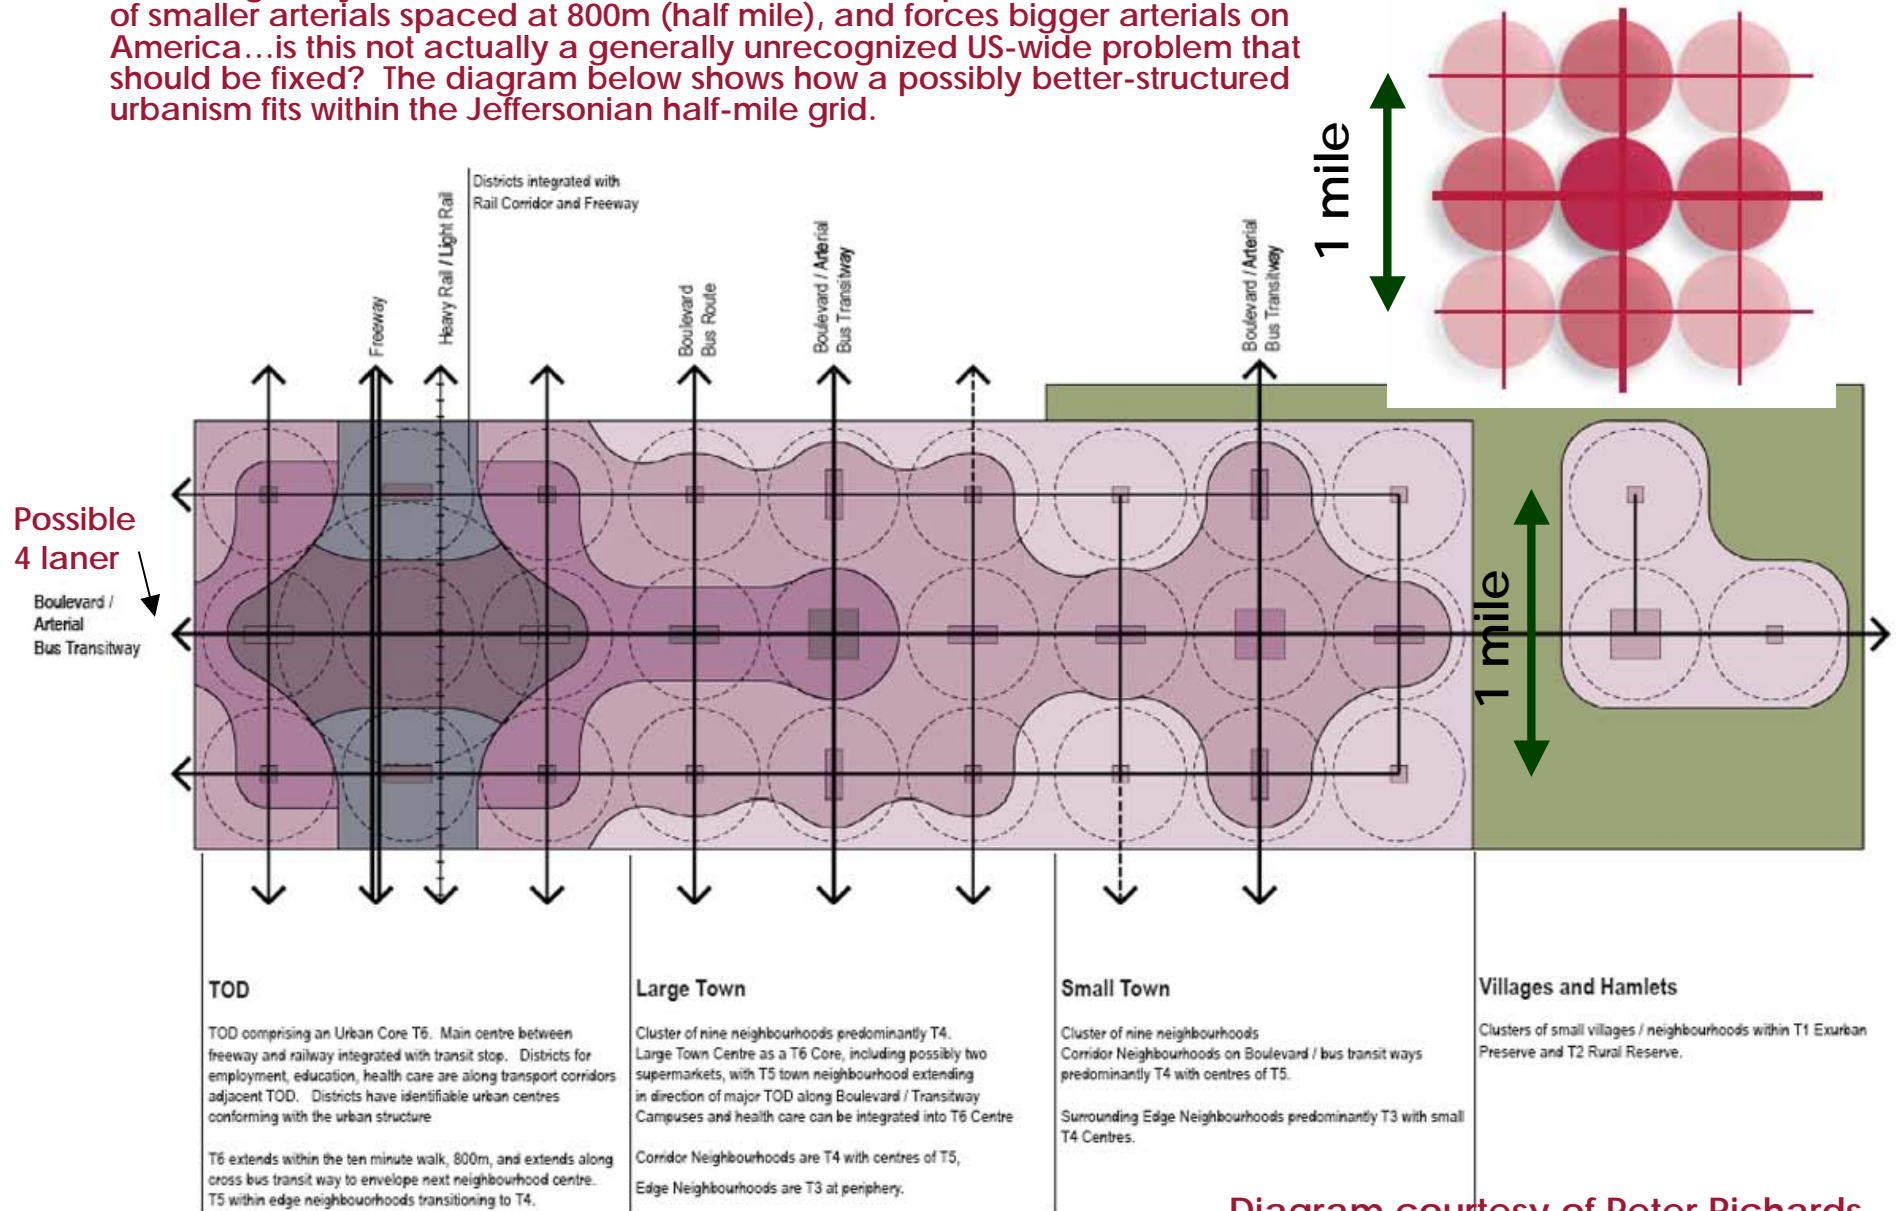 of smaller arterials spaced at 800m (half mile), and forces bigger arterials on
America...is this not actually a generally unrecognized US-wide problem that
should be fixed? The diagram below shows how a possibly better-structured
urbanism fits within the Jeffersonian half-mile grid.
1 mile
Districts integrated with
Rail Corridor and Freeway
Freeway
Heavy Rail / Light Rail
Boulevard
Bus Route
Boulevard / Arterial
Bus Transitway
Boulevard / Arterial
Bus Transitway
Possible
4 laner
Boulevard /
Arterial
Bus Transitway
1 mile
TOD
TOD comprising an Urban Core T6. Main centre between
freeway and railway integrated with transit stop. Districts for
employment, education, health care are along transport corridors
adjacent TOD. Districts have identifiable urban centres
conforming with the urban structure
T6 extends within the ten minute walk, 800m, and extends along
cross bus transit way to envelope next neighbourhood centre.
T5 within edge neighbouorhoods transitioning to T4.
Large Town
Cluster of nine neighbourhoods predominantly T4.
Large Town Centre as a T6 Core, including possibly two
supermarkets, with T5 town neighbourhood extending
in direction of major TOD along Boulevard / Transitway
Campuses and health care can be integrated into T6 Centre
Corridor Neighbourhoods are T4 with centres of T5,
Edge Neighbourhoods are T3 at periphery.
Small Town
Cluster of nine neighbourhoods
Corridor Neighbourhoods on Boulevard / bus transit ways
predominantly T4 with centres of T5.
Surrounding Edge Neighbourhoods predominantly T3 with small
T4 Centres.
Villages and Hamlets
Clusters of small villages / neighbourhoods within T1 Exurban
Preserve and T2 Rural Reserve.
Diagram courtesy of Peter Richards